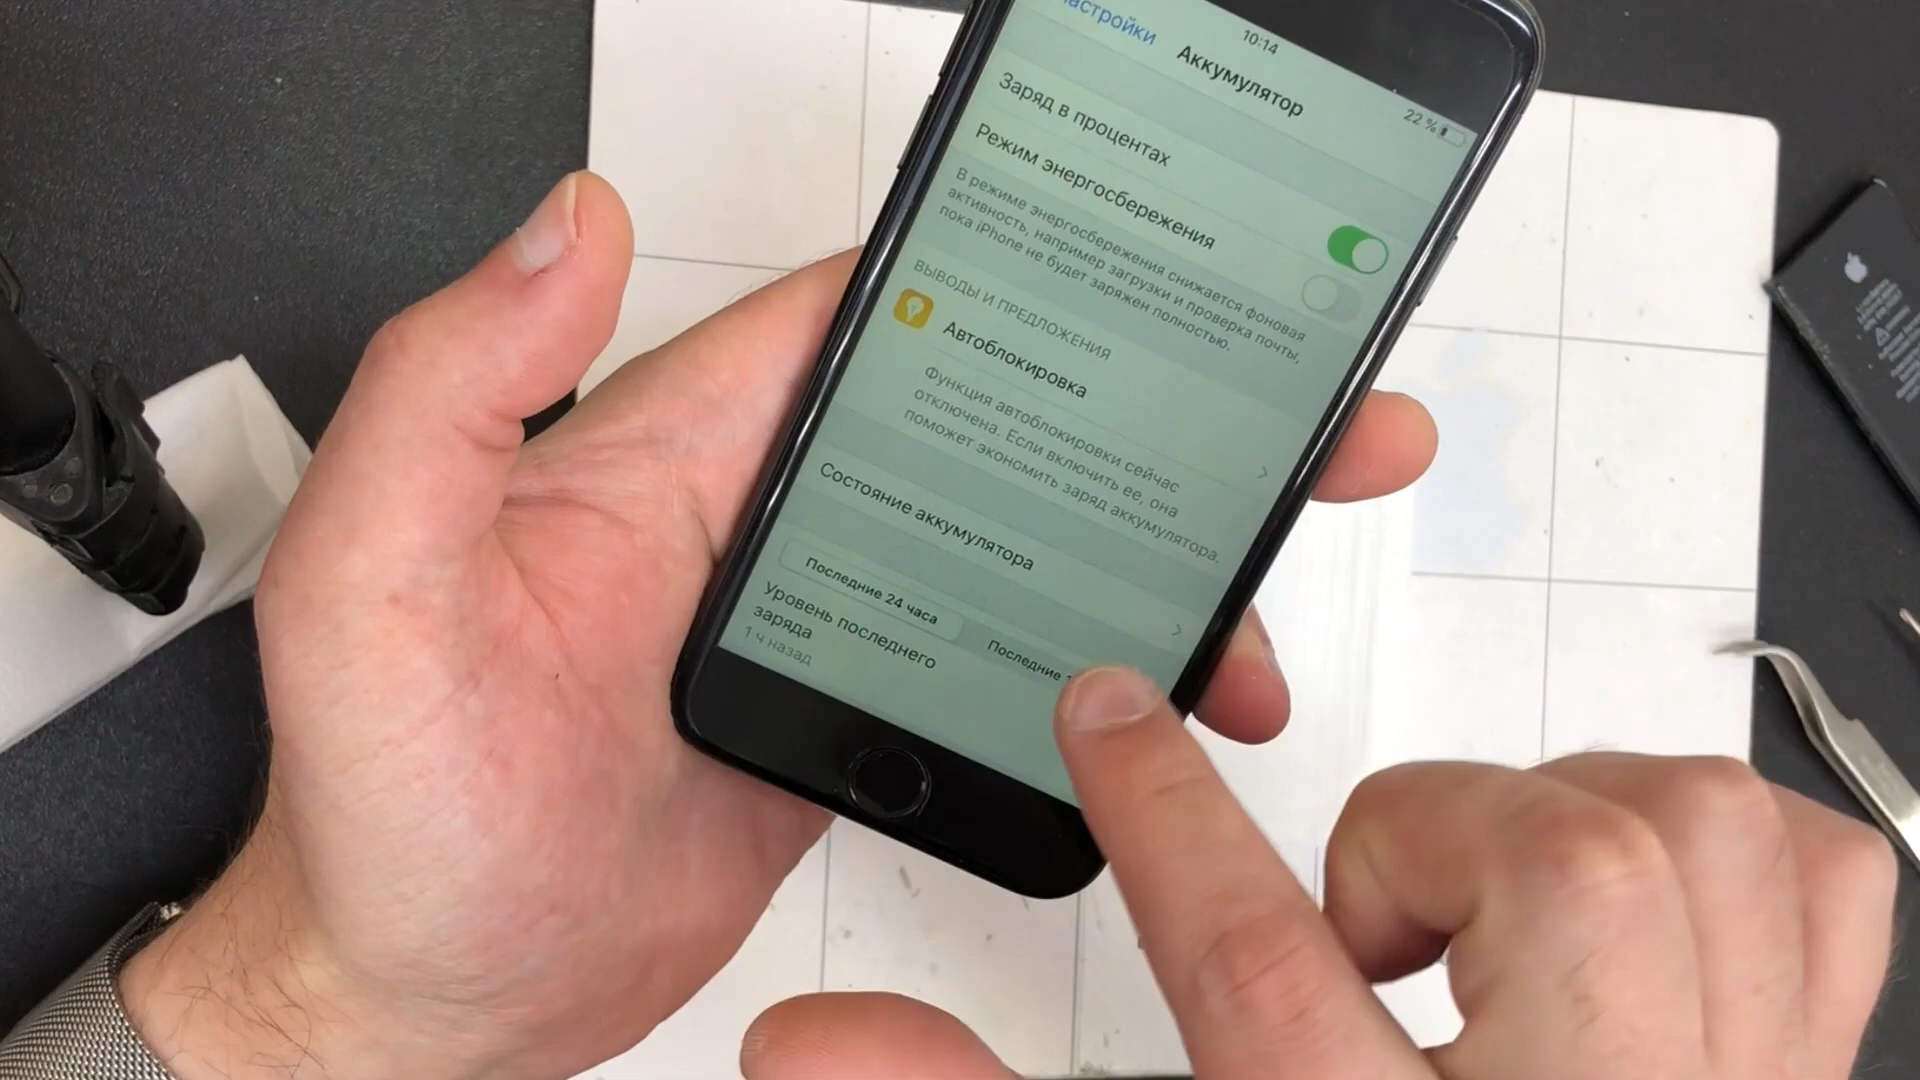 Настройки
10:14
22 %
Аккумулятор
Заряд в процентах
Режим энергосбережения
В режиме энергосбережения снижается фоновая
активность, например загрузки и проверка почты,
пока iPhone не будет заряжен полностью.
ВЫВОДЫ И ПРЕДЛОЖЕНИЯ
Автоблокировка
Функция автоблокировки сейчас
отключена. Если включить ее, она
поможет экономить заряд аккумулятора.
Состояние аккумулятора
Последние 24 часа
Последние
Уровень последнего
заряда
1 ч назад